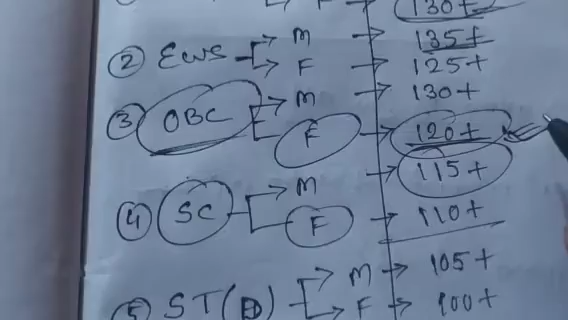 F → 130+
② EWS → M → 135+
→ F → 125+
③ OBC → M → 130+
F → 120+
④ SC → M → 115+
F → 110+
⑤ ST(D) → M → 105+
→ F → 100+